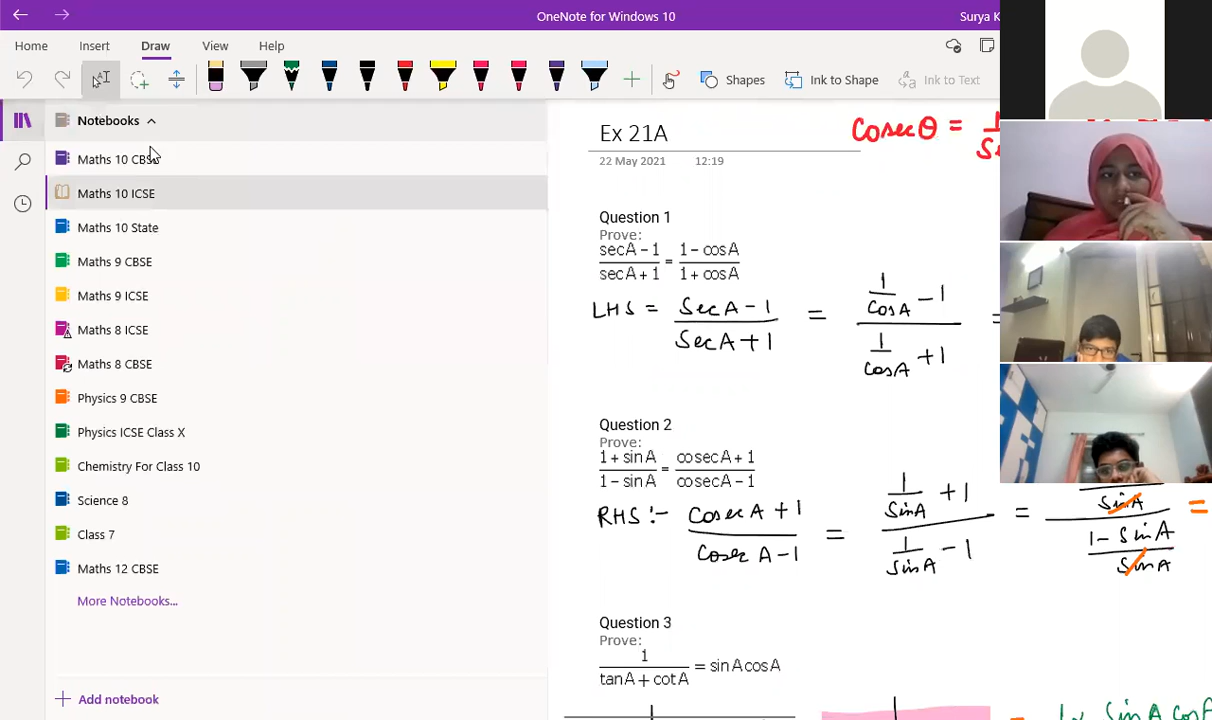 OneNote for Windows 10
Surya K
Home
Insert
Draw
View
Help
Shapes
Ink to Shape
Ink to Text
Notebooks
Maths 10 CBSE
Maths 10 ICSE
Maths 10 State
Maths 9 CBSE
Maths 9 ICSE
Maths 8 ICSE
Maths 8 CBSE
Physics 9 CBSE
Physics ICSE Class X
Chemistry For Class 10
Science 8
Class 7
Maths 12 CBSE
More Notebooks...
Add notebook
Ex 21A
22 May 2021 12:19
Cosecθ = 1
Question 1
Prove:
secA − 1 / secA + 1 = 1 − cosA / 1 + cosA
LHS = SecA − 1 / SecA + 1 = 1/CosA − 1 / 1/CosA + 1 =
Question 2
Prove:
1 + sinA / 1 − sinA = cosecA + 1 / cosecA − 1
RHS :- CosecA + 1 / Cosec A − 1 = 1/SinA + 1 / 1/SinA − 1 = SinA / 1 − SinA / SinA =
Question 3
Prove:
1 / tanA + cotA = sinA cosA